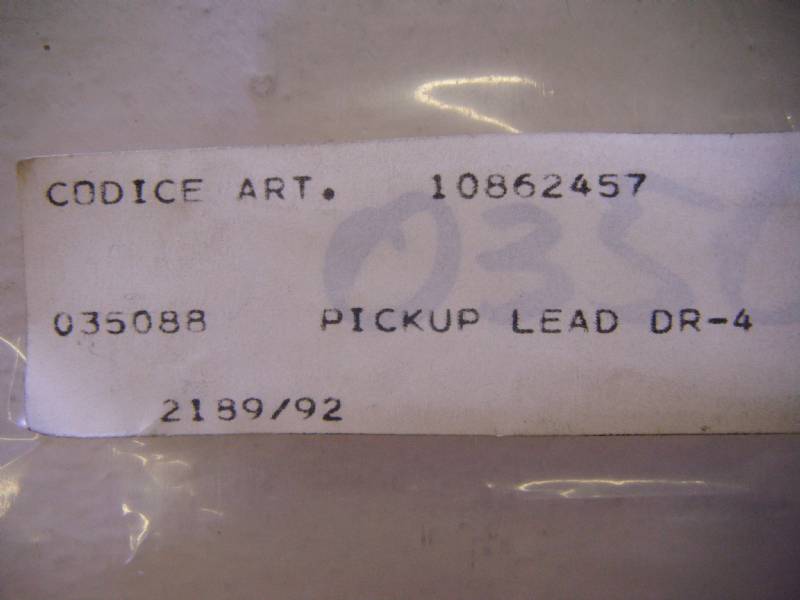 CODICE ART. 10862457
035088 PICKUP LEAD DR-4
2189/92